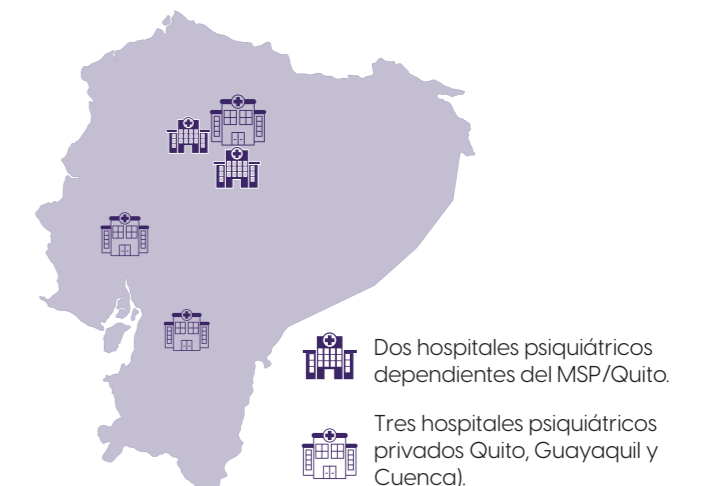 Dos hospitales psiquiátricos
dependientes del MSP/Quito.
Tres hospitales psiquiátricos
privados Quito, Guayaquil y
Cuenca).